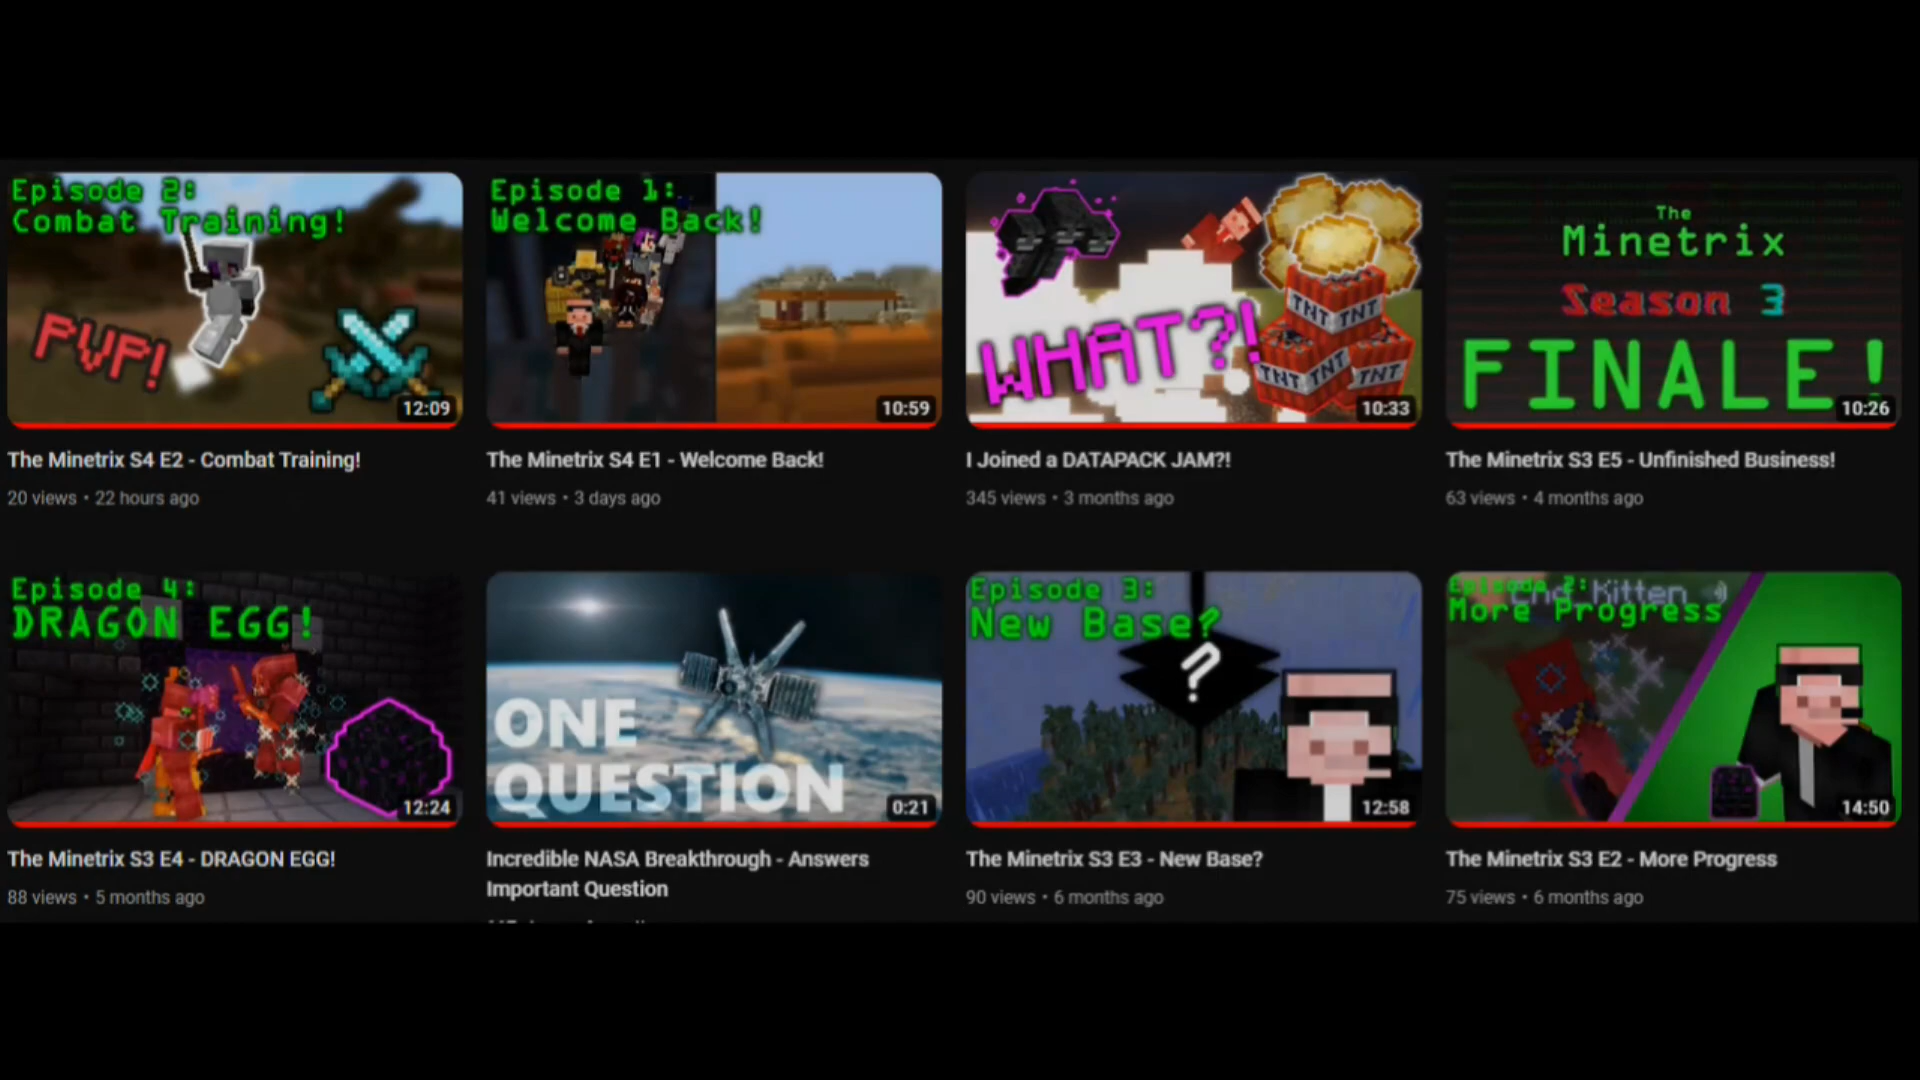 Episode 2:
Combat Training!
PVP!
12:09
The Minetrix S4 E2 - Combat Training!
20 views • 22 hours ago
Episode 1:
Welcome Back!
10:59
The Minetrix S4 E1 - Welcome Back!
41 views • 3 days ago
WHAT?!
TNT TNT
TNT TNT TNT
10:33
I Joined a DATAPACK JAM?!
345 views • 3 months ago
The
Minetrix
Season 3
FINALE!
10:26
The Minetrix S3 E5 - Unfinished Business!
63 views • 4 months ago
Episode 4:
DRAGON EGG!
12:24
The Minetrix S3 E4 - DRAGON EGG!
88 views • 5 months ago
ONE
QUESTION
0:21
Incredible NASA Breakthrough - Answers
Important Question
Episode 3:
New Base?
?
12:58
The Minetrix S3 E3 - New Base?
90 views • 6 months ago
Episode 2:
End Kitten
More Progress
14:50
The Minetrix S3 E2 - More Progress
75 views • 6 months ago